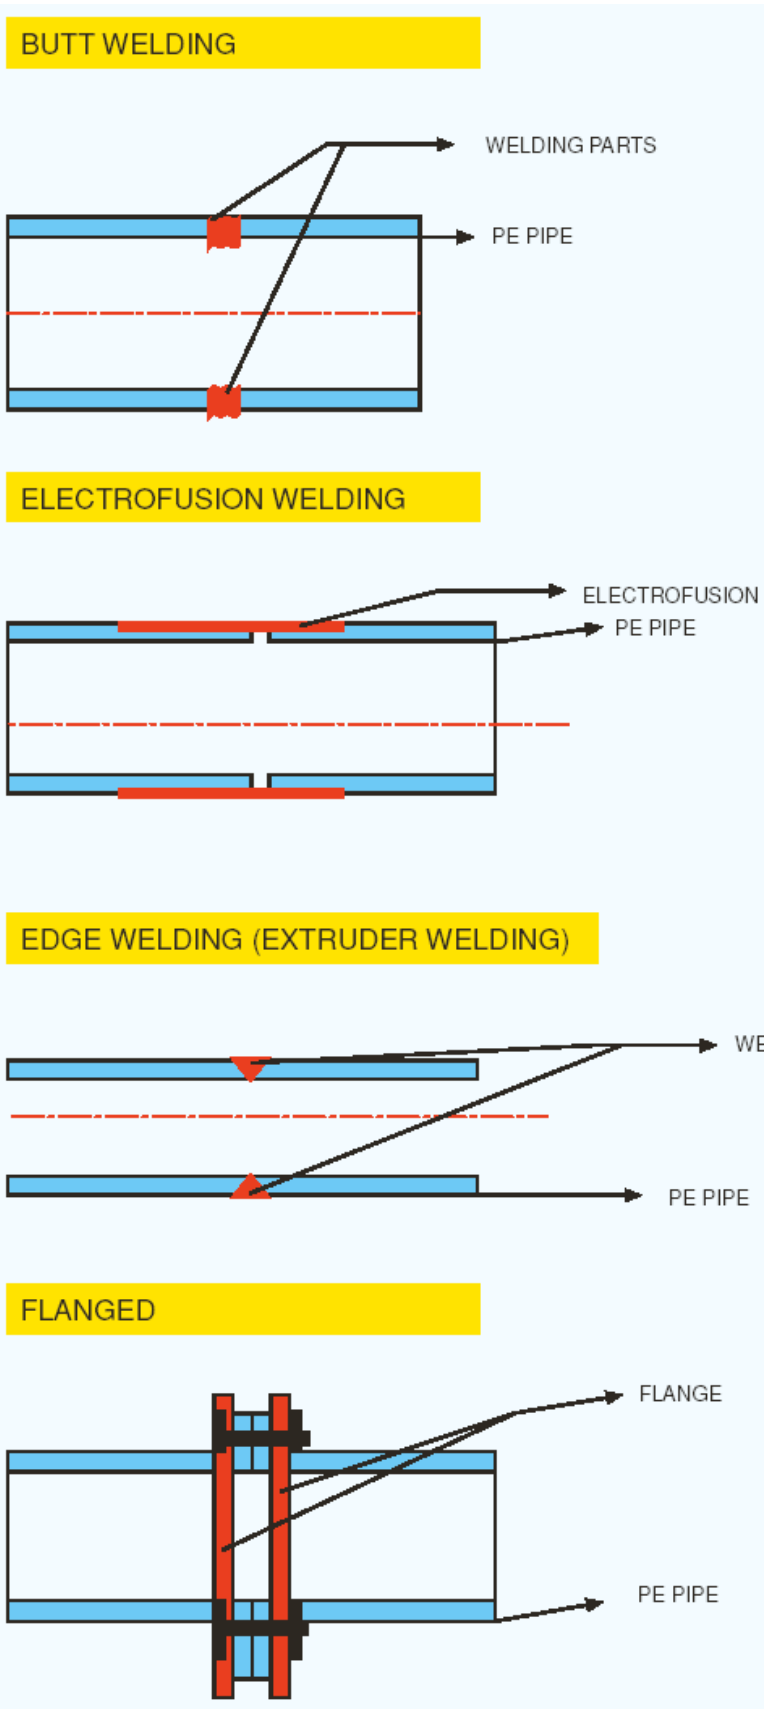 BUTT WELDING
WELDING PARTS
PE PIPE
ELECTROFUSION WELDING
ELECTROFUSION
PE PIPE
EDGE WELDING (EXTRUDER WELDING)
WE
PE PIPE
FLANGED
FLANGE
PE PIPE